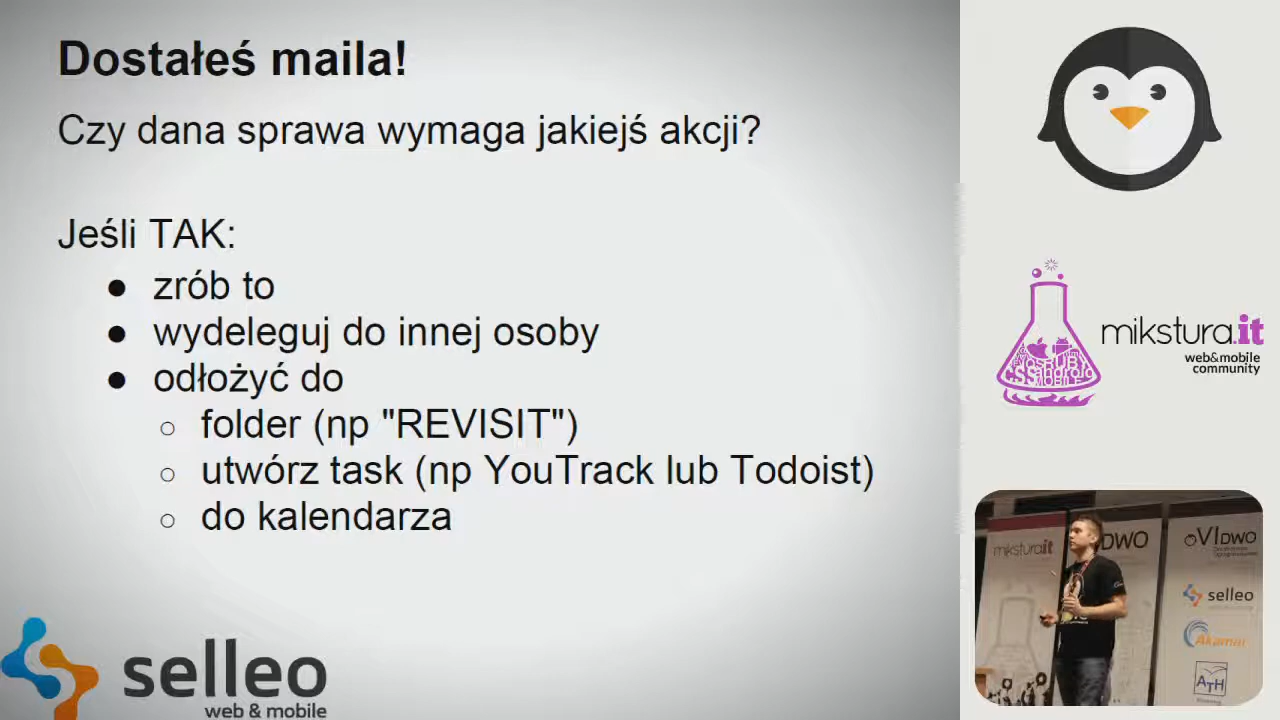 Dostałeś maila!
Czy dana sprawa wymaga jakiejś akcji?
Jeśli TAK:
● zrób to
● wydeleguj do innej osoby
● odłożyć do
○ folder (np "REVISIT")
○ utwórz task (np YouTrack lub Todoist)
○ do kalendarza
selleo
web & mobile
mikstura.it
web&mobile
community
mikstura.it
DWO
VIDWO
selleo
Akamai
ATH